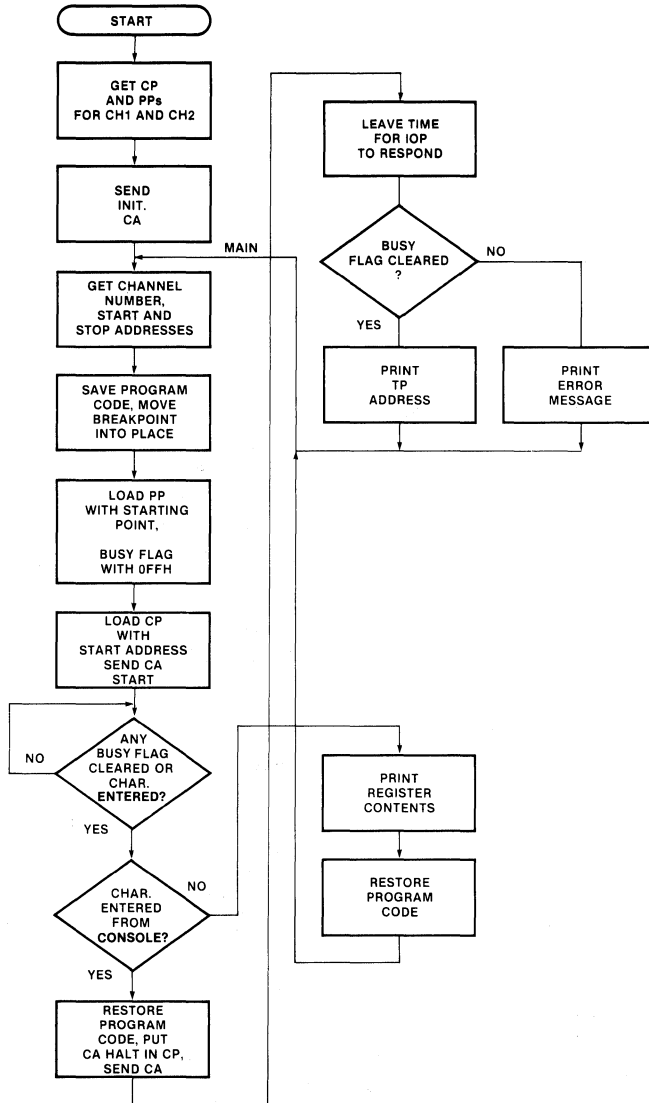 START
GET CP
AND PPs
FOR CH1 AND CH2
SEND
INIT.
CA
MAIN
GET CHANNEL
NUMBER,
START AND
STOP ADDRESSES
SAVE PROGRAM
CODE, MOVE
BREAKPOINT
INTO PLACE
LOAD PP
WITH STARTING
POINT,
BUSY FLAG
WITH 0FFH
LOAD CP
WITH
START ADDRESS
SEND CA
START
ANY
BUSY FLAG
CLEARED OR
CHAR.
ENTERED?
NO
YES
CHAR.
ENTERED
FROM
CONSOLE?
NO
YES
RESTORE
PROGRAM
CODE, PUT
CA HALT IN CP,
SEND CA
LEAVE TIME
FOR IOP
TO RESPOND
BUSY
FLAG CLEARED
?
NO
YES
PRINT
TP
ADDRESS
PRINT
ERROR
MESSAGE
PRINT
REGISTER
CONTENTS
RESTORE
PROGRAM
CODE